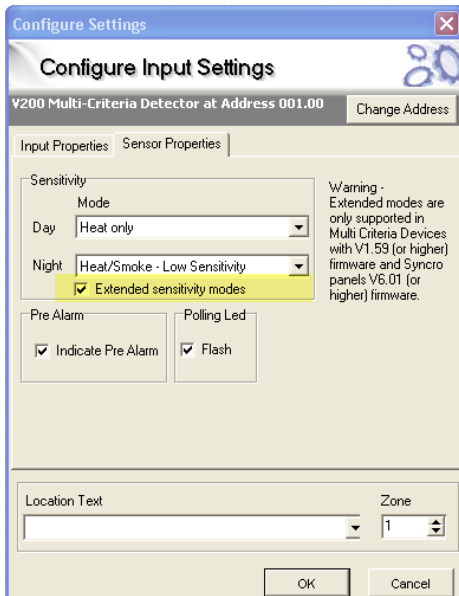 Configure Settings
Configure Input Settings
V200 Multi-Criteria Detector at Address 001.00
Change Address
Input Properties
Sensor Properties
Sensitivity
Mode
Day
Heat only
Night
Heat/Smoke - Low Sensitivity
Extended sensitivity modes
Warning -
Extended modes are
only supported in
Multi Criteria Devices
with V1.59 (or higher)
firmware and Syncro
panels V6.01 (or
higher) firmware.
Pre Alarm
Indicate Pre Alarm
Polling Led
Flash
Location Text
Zone
1
OK
Cancel